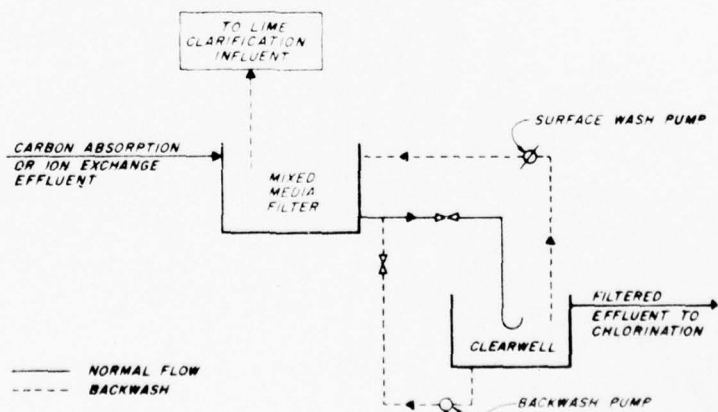 TO LIME
CLARIFICATION
INFLUENT
CARBON ABSORPTION
OR ION EXCHANGE
EFFLUENT
SURFACE WASH PUMP
MIXED
MEDIA
FILTER
FILTERED
EFFLUENT TO
CHLORINATION
CLEARWELL
NORMAL FLOW
BACKWASH
BACKWASH PUMP